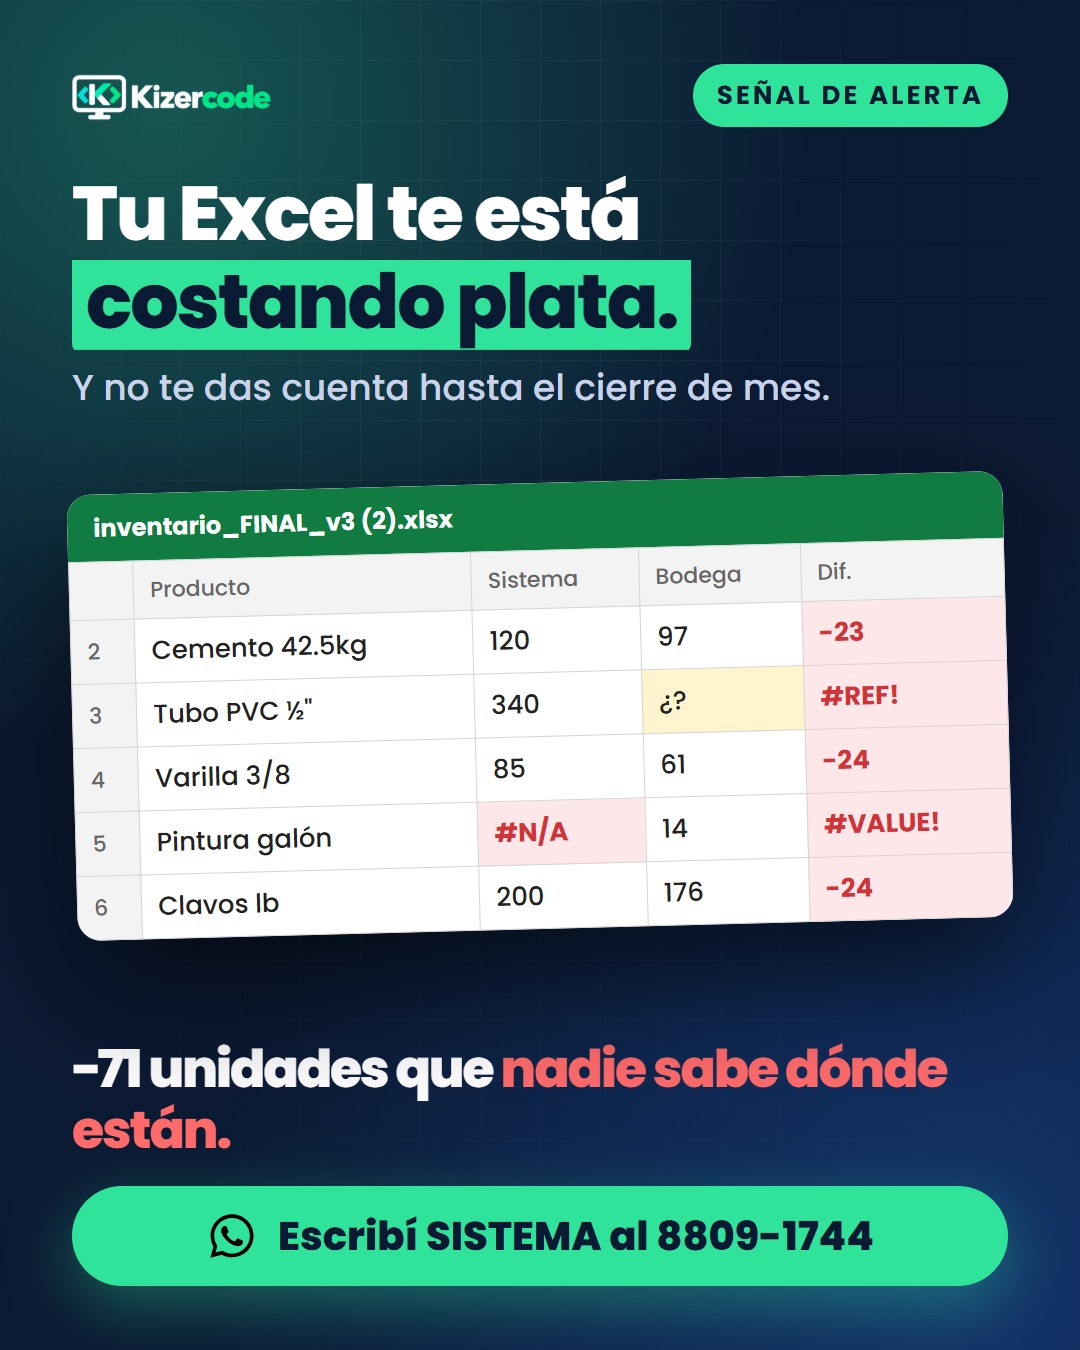 Kizercode
SEÑAL DE ALERTA
Tu Excel te está
costando plata.
Y no te das cuenta hasta el cierre de mes.
inventario_FINAL_v3 (2).xlsx
Producto Sistema Bodega Dif.
2 Cemento 42.5kg 120 97 -23
3 Tubo PVC ½" 340 ¿? #REF!
4 Varilla 3/8 85 61 -24
5 Pintura galón #N/A 14 #VALUE!
6 Clavos lb 200 176 -24
-71 unidades que nadie sabe dónde
están.
Escribí SISTEMA al 8809-1744